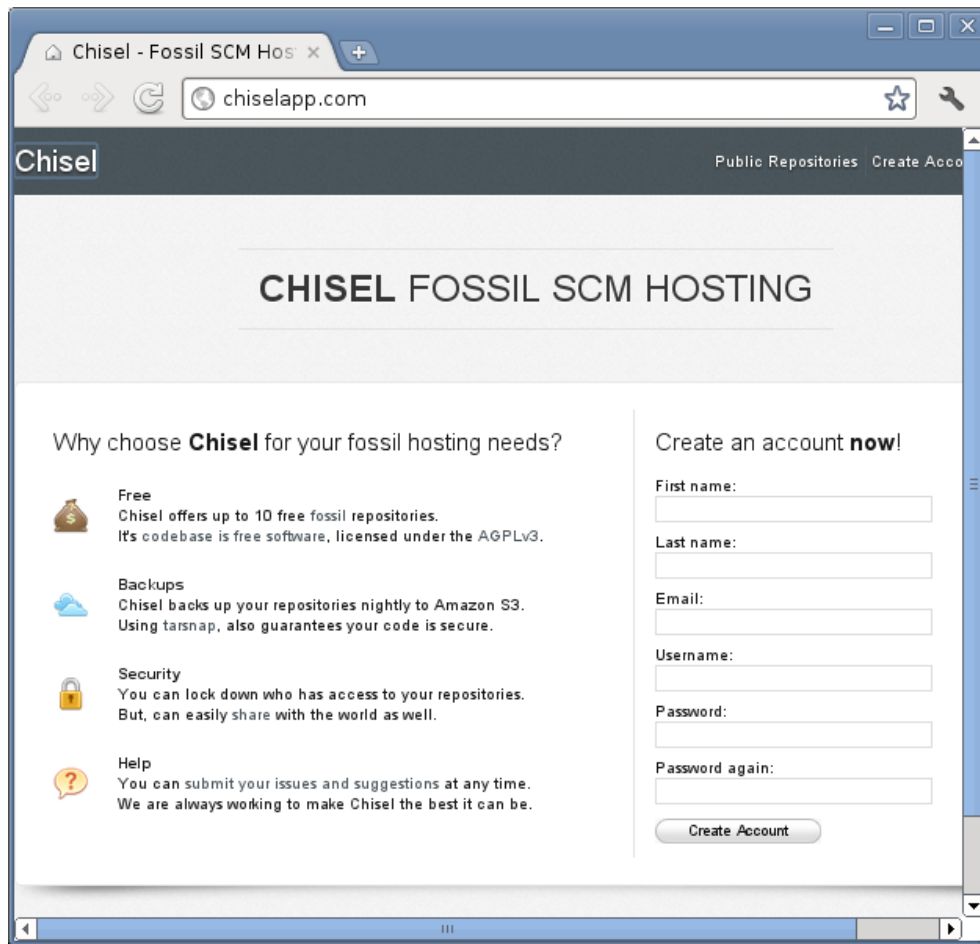 Chisel - Fossil SCM Hos
chiselapp.com
Chisel
Public Repositories Create Acco
CHISEL FOSSIL SCM HOSTING
Why choose Chisel for your fossil hosting needs?
Free
Chisel offers up to 10 free fossil repositories.
It's codebase is free software, licensed under the AGPLv3.
Backups
Chisel backs up your repositories nightly to Amazon S3.
Using tarsnap, also guarantees your code is secure.
Security
You can lock down who has access to your repositories.
But, can easily share with the world as well.
Help
You can submit your issues and suggestions at any time.
We are always working to make Chisel the best it can be.
Create an account now!
First name:
Last name:
Email:
Username:
Password:
Password again:
Create Account